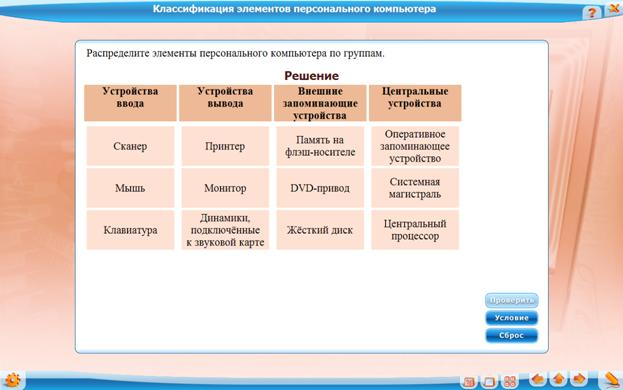 Классификация элементов персонального компьютера
?
Распределите элементы персонального компьютера по группам.
Решение
Устройства ввода
Устройства вывода
Внешние запоминающие устройства
Центральные устройства
Сканер
Принтер
Память на флэш-носителе
Оперативное запоминающее устройство
Мышь
Монитор
DVD-привод
Системная магистраль
Клавиатура
Динамики, подключённые к звуковой карте
Жёсткий диск
Центральный процессор
Проверить
Условие
Сброс